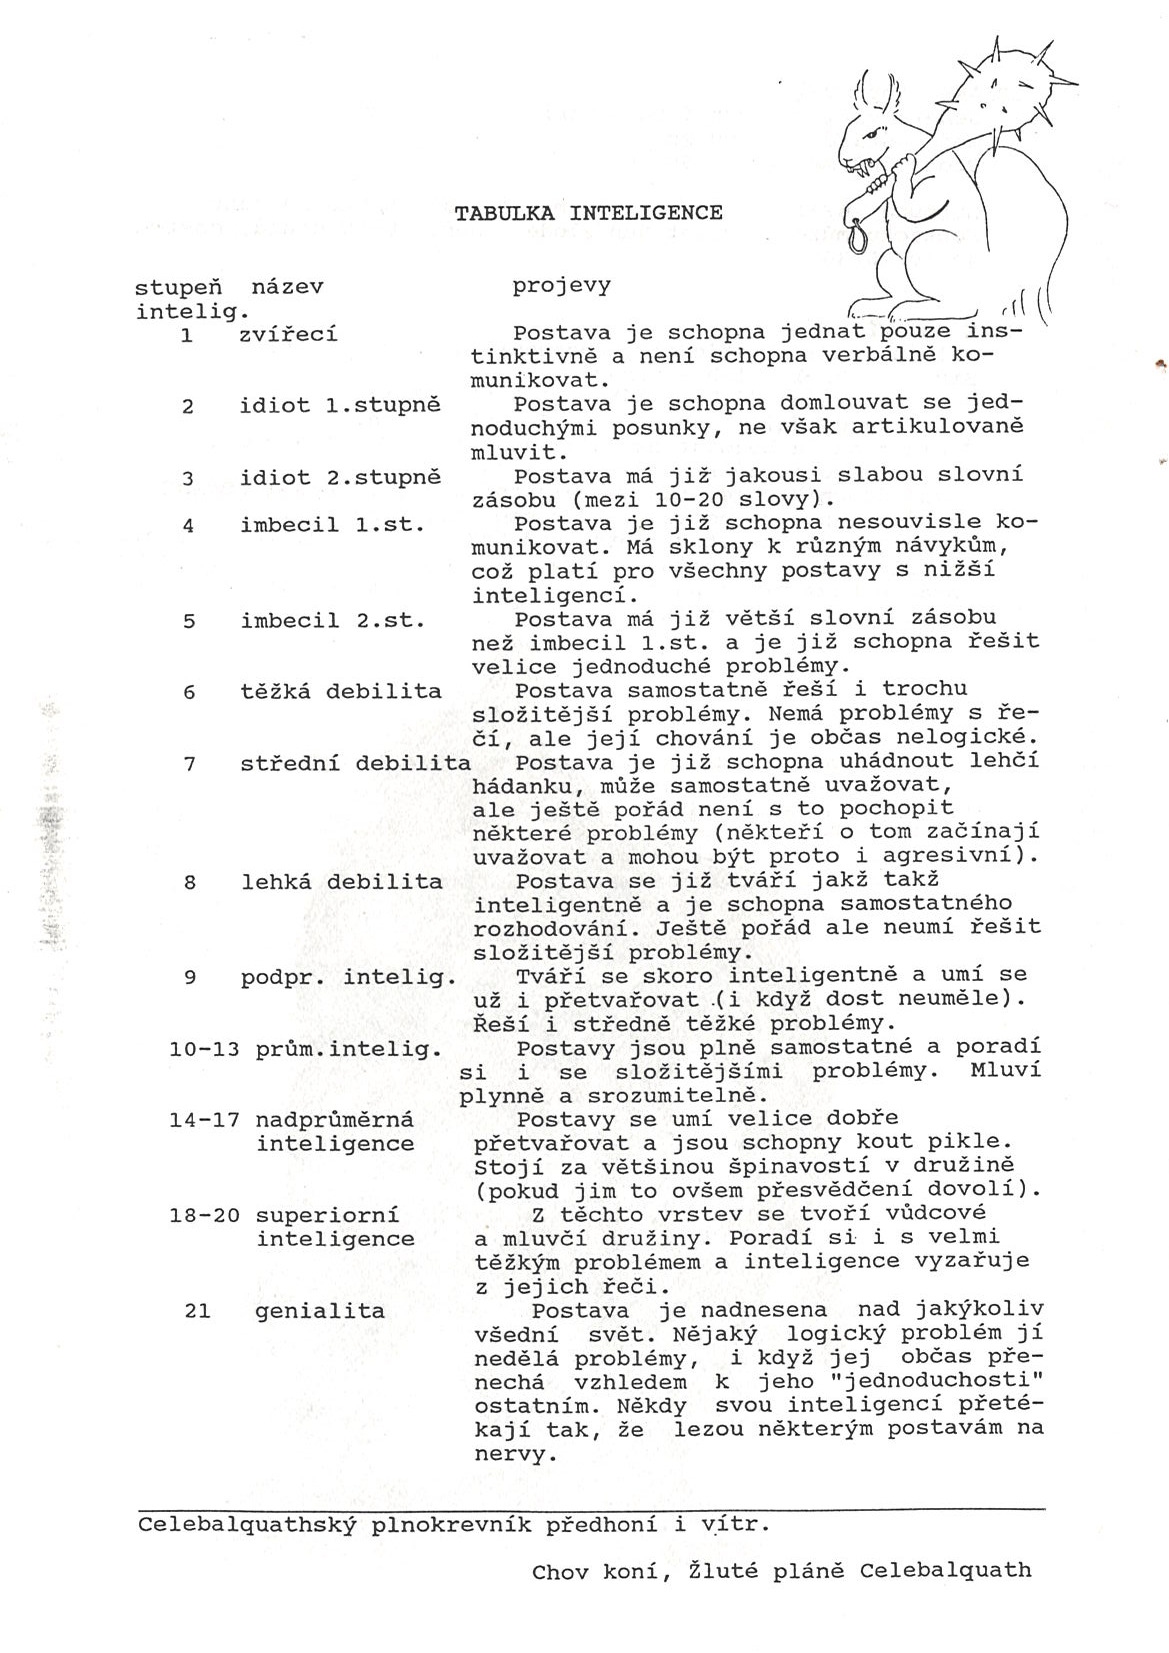 TABULKA INTELIGENCE
stupeň název projevy
intelig.
1 zvířecí Postava je schopna jednat pouze ins-
tinktivně a není schopna verbálně ko-
munikovat.
2 idiot 1.stupně Postava je schopna domlouvat se jed-
noduchými posunky, ne však artikulovaně
mluvit.
3 idiot 2.stupně Postava má již jakousi slabou slovní
zásobu (mezi 10-20 slovy).
4 imbecil 1.st. Postava je již schopna nesouvisle ko-
munikovat. Má sklony k různým návykům,
což platí pro všechny postavy s nižší
inteligencí.
5 imbecil 2.st. Postava má již větší slovní zásobu
než imbecil 1.st. a je již schopna řešit
velice jednoduché problémy.
6 těžká debilita Postava samostatně řeší i trochu
složitější problémy. Nemá problémy s ře-
čí, ale její chování je občas nelogické.
7 střední debilita Postava je již schopna uhádnout lehčí
hádanku, může samostatně uvažovat,
ale ještě pořád není s to pochopit
některé problémy (někteří o tom začínají
uvažovat a mohou být proto i agresivní).
8 lehká debilita Postava se již tváří jakž takž
inteligentně a je schopna samostatného
rozhodování. Ještě pořád ale neumí řešit
složitější problémy.
9 podpr. intelig. Tváří se skoro inteligentně a umí se
už i přetvařovat (i když dost neuměle).
Řeší i středně těžké problémy.
10-13 prům.intelig. Postavy jsou plně samostatné a poradí
si i se složitějšími problémy. Mluví
plynně a srozumitelně.
14-17 nadprůměrná Postavy se umí velice dobře
inteligence přetvařovat a jsou schopny kout pikle.
Stojí za většinou špinavostí v družině
(pokud jim to ovšem přesvědčení dovolí).
18-20 superiorní Z těchto vrstev se tvoří vůdcové
inteligence a mluvčí družiny. Poradí si i s velmi
těžkým problémem a inteligence vyzařuje
z jejich řeči.
21 genialita Postava je nadnesena nad jakýkoliv
všední svět. Nějaký logický problém jí
nedělá problémy, i když jej občas pře-
nechá vzhledem k jeho "jednoduchosti"
ostatním. Někdy svou inteligencí přeté-
kají tak, že lezou některým postavám na
nervy.
Celebalquathský plnokrevník předhoní i vítr.
Chov koní, Žluté pláně Celebalquath